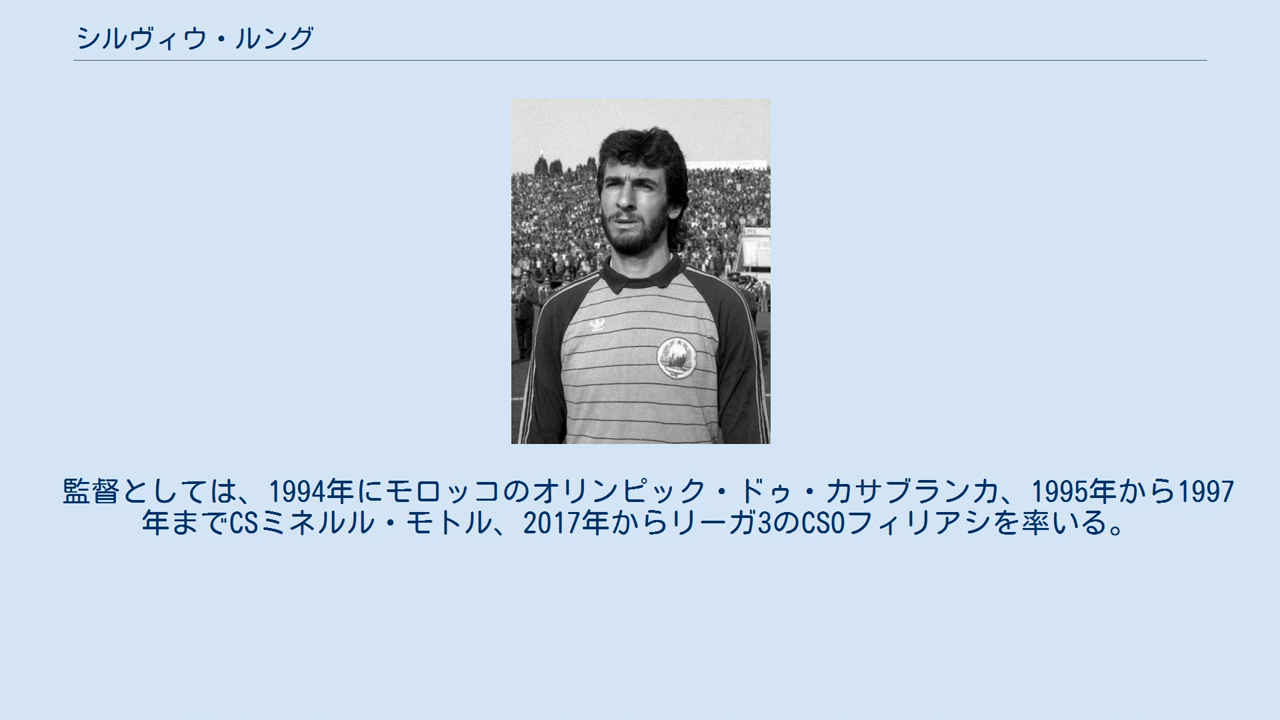 シルヴィウ・ルング
監督としては、1994年にモロッコのオリンピック・ドゥ・カサブランカ、1995年から1997
年までCSミネルル・モトル、2017年からリーガ3のCSOフィリアシを率いる。